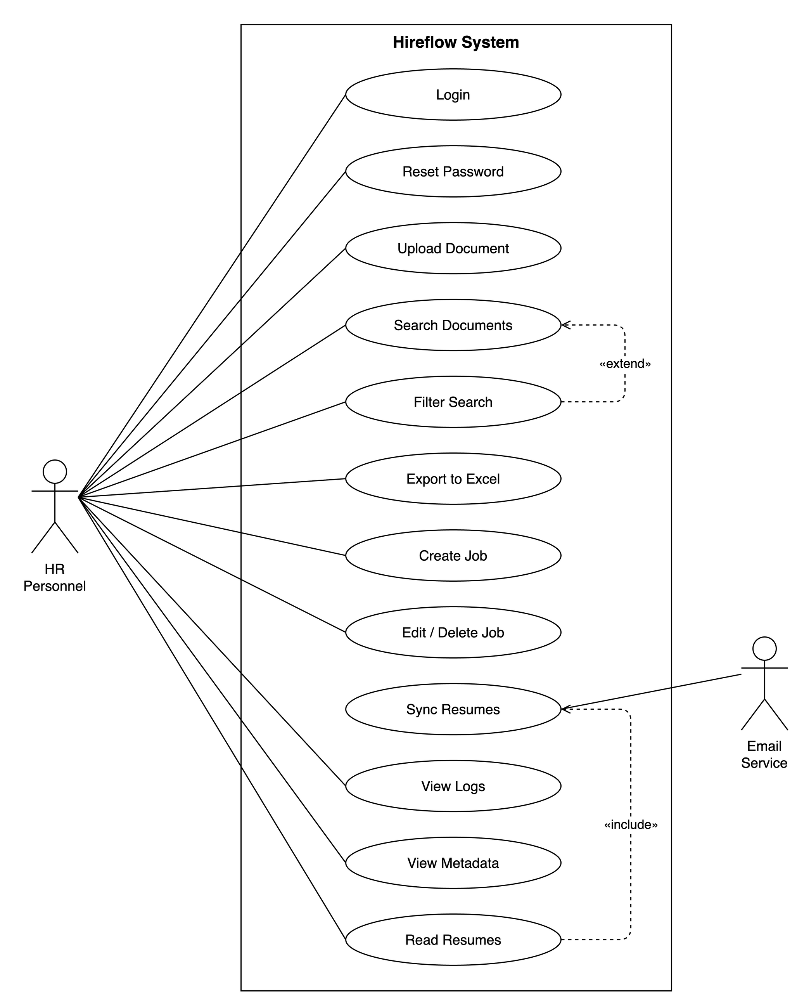 Hireflow System
Login
Reset Password
Upload Document
Search Documents
«extend»
Filter Search
Export to Excel
Create Job
HR
Personnel
Edit / Delete Job
Sync Resumes
Email
Service
View Logs
«include»
View Metadata
Read Resumes